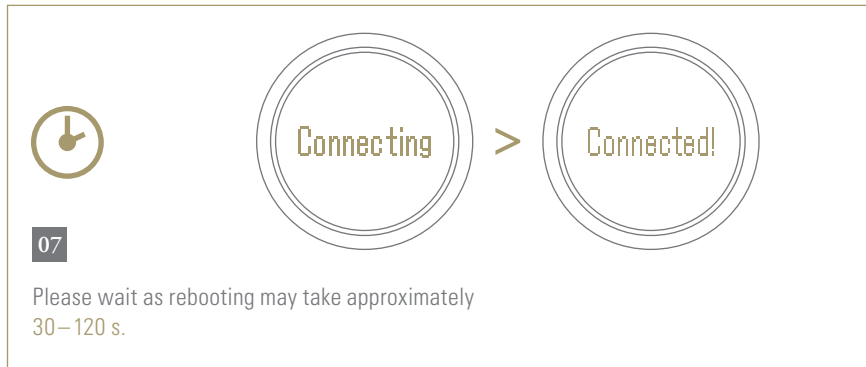 Connecting > Connected!
07
Please wait as rebooting may take approximately
30–120 s.